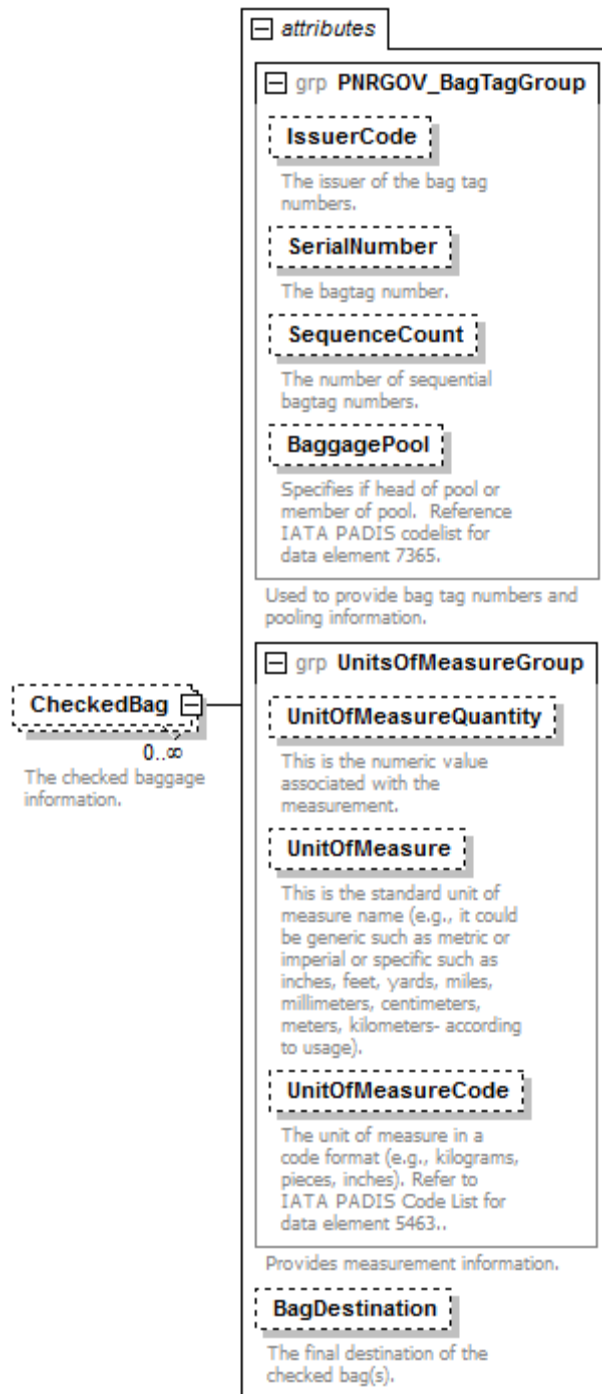 attributes
grp PNRGOV_BagTagGroup
IssuerCode
The issuer of the bag tag
numbers.
SerialNumber
The bagtag number.
SequenceCount
The number of sequential
bagtag numbers.
BaggagePool
Specifies if head of pool or
member of pool. Reference
IATA PADIS codelist for
data element 7365.
Used to provide bag tag numbers and
pooling information.
CheckedBag
0..∞
The checked baggage
information.
grp UnitsOfMeasureGroup
UnitOfMeasureQuantity
This is the numeric value
associated with the
measurement.
UnitOfMeasure
This is the standard unit of
measure name (e.g., it could
be generic such as metric or
imperial or specific such as
inches, feet, yards, miles,
millimeters, centimeters,
meters, kilometers- according
to usage).
UnitOfMeasureCode
The unit of measure in a
code format (e.g., kilograms,
pieces, inches). Refer to
IATA PADIS Code List for
data element 5463..
Provides measurement information.
BagDestination
The final destination of the
checked bag(s).